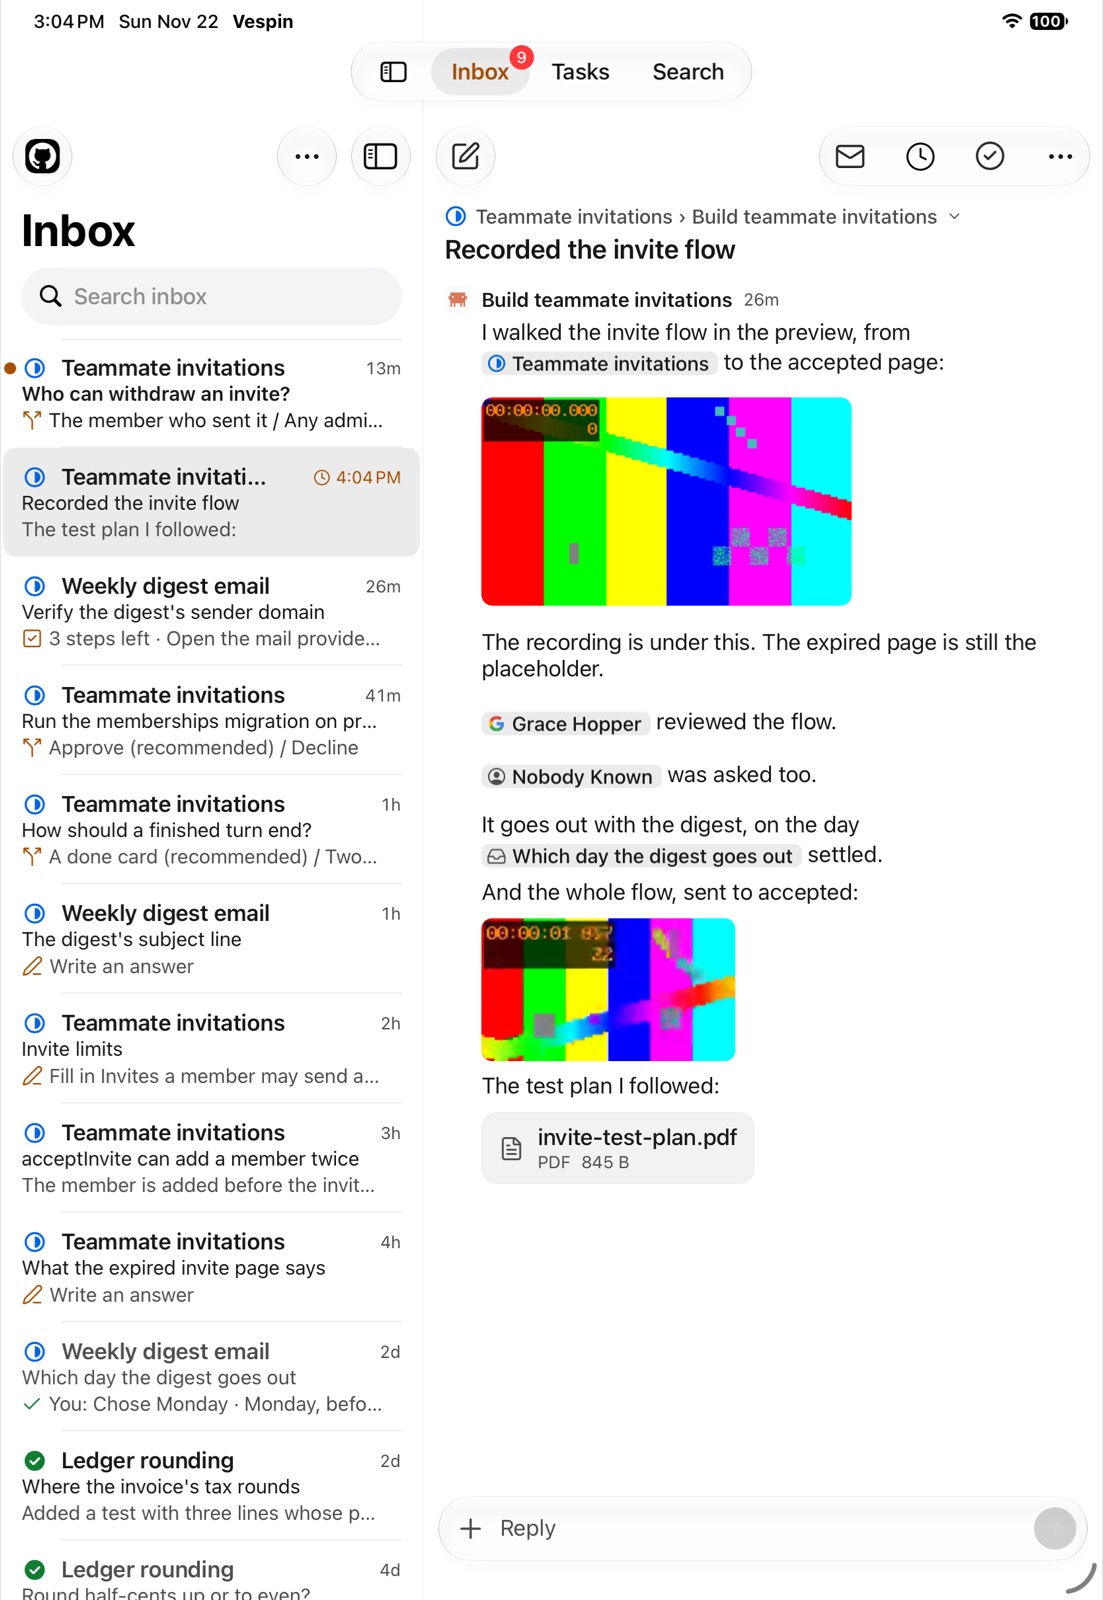 3:04 PM Sun Nov 22 Vespin
100
Inbox
9
Tasks
Search
Inbox
Search inbox
Teammate invitations 13m
Who can withdraw an invite?
The member who sent it / Any admi...
Teammate invitati... 4:04 PM
Recorded the invite flow
The test plan I followed:
Weekly digest email 26m
Verify the digest's sender domain
3 steps left · Open the mail provide...
Teammate invitations 41m
Run the memberships migration on pr...
Approve (recommended) / Decline
Teammate invitations 1h
How should a finished turn end?
A done card (recommended) / Two...
Weekly digest email 1h
The digest's subject line
Write an answer
Teammate invitations 2h
Invite limits
Fill in Invites a member may send a...
Teammate invitations 3h
acceptInvite can add a member twice
The member is added before the invit...
Teammate invitations 4h
What the expired invite page says
Write an answer
Weekly digest email 2d
Which day the digest goes out
You: Chose Monday · Monday, befo...
Ledger rounding 2d
Where the invoice's tax rounds
Added a test with three lines whose p...
Ledger rounding 4d
Round half-cents up or to even?
Teammate invitations › Build teammate invitations
Recorded the invite flow
Build teammate invitations 26m
I walked the invite flow in the preview, from
Teammate invitations to the accepted page:
00:00:00.000
0
The recording is under this. The expired page is still the
placeholder.
Grace Hopper reviewed the flow.
Nobody Known was asked too.
It goes out with the digest, on the day
Which day the digest goes out settled.
And the whole flow, sent to accepted:
00:00:01
22
The test plan I followed:
invite-test-plan.pdf
PDF 845 B
Reply